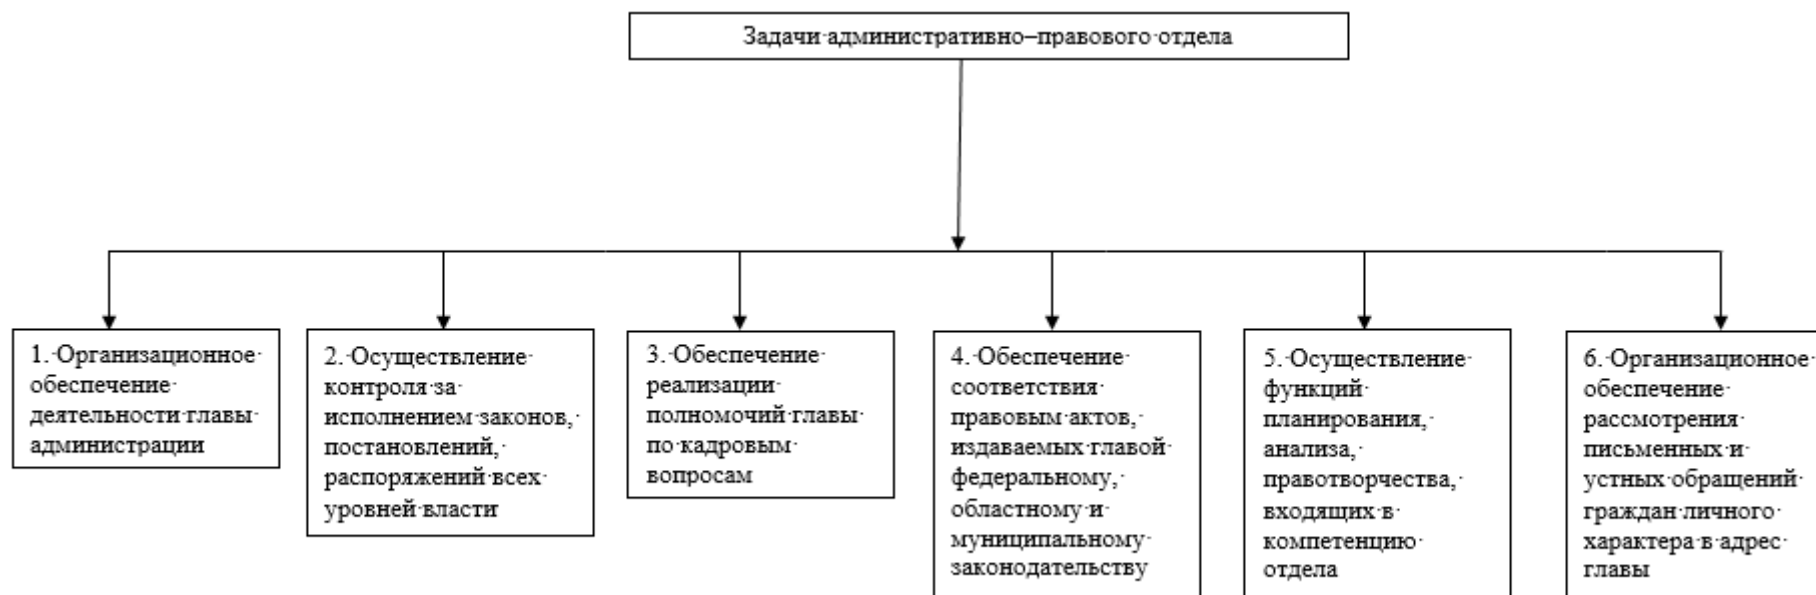 Задачи административно–правового отдела
1. Организационное
обеспечение
деятельности главы
администрации
2. Осуществление
контроля за
исполнением законов,
постановлений,
распоряжений всех
уровней власти
3. Обеспечение
реализации
полномочий главы
по кадровым
вопросам
4. Обеспечение
соответствия
правовым актов,
издаваемых главой
федеральному,
областному и
муниципальному
законодательству
5. Осуществление
функций
планирования,
анализа,
правотворчества,
входящих в
компетенцию
отдела
6. Организационное
обеспечение
рассмотрения
письменных и
устных обращений
граждан личного
характера в адрес
главы